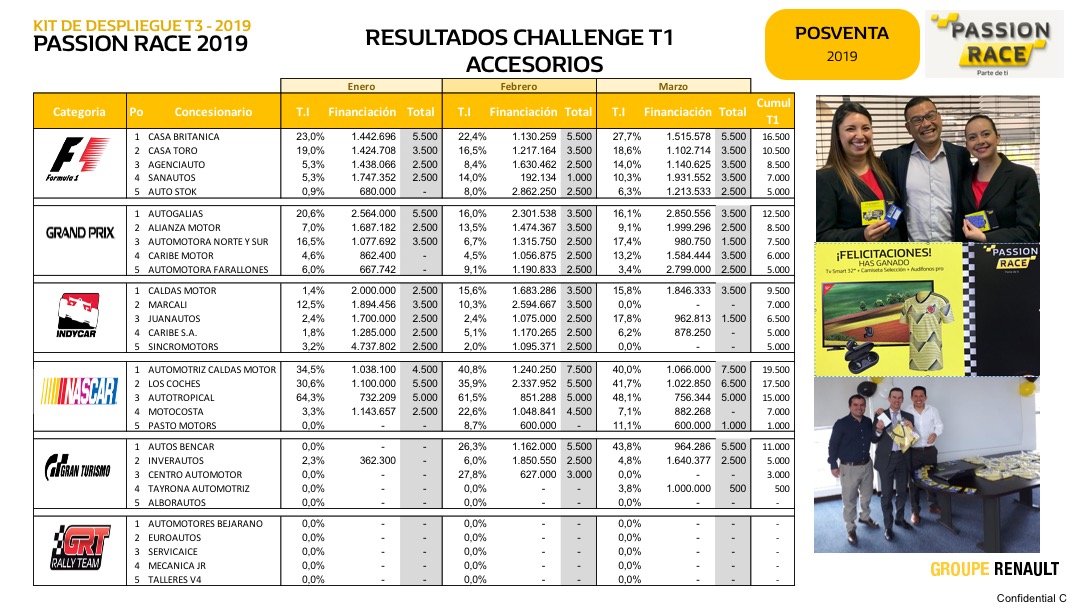 KIT DE DESPLIEGUE T3 - 2019
PASSION RACE 2019
RESULTADOS CHALLENGE T1
ACCESORIOS
POSVENTA
2019
PASSION
RACE
Parte de ti
Enero Febrero Marzo
Categoria Po Concesionario T.I Financiación Total T.I Financiación Total T.I Financiación Total Cumul T1
F1 Formula 1
1 CASA BRITANICA 23,0% 1.442.696 5.500 22,4% 1.130.259 5.500 27,7% 1.515.578 5.500 16.500
2 CASA TORO 19,0% 1.424.708 3.500 16,5% 1.217.164 3.500 18,6% 1.102.714 3.500 10.500
3 AGENCIAUTO 5,3% 1.438.066 2.500 8,4% 1.630.462 2.500 14,0% 1.140.625 3.500 8.500
4 SANAUTOS 5,3% 1.747.352 2.500 14,0% 192.134 1.000 10,3% 1.931.552 3.500 7.000
5 AUTO STOK 0,9% 680.000 - 8,0% 2.862.250 2.500 6,3% 1.213.533 2.500 5.000
GRAND PRIX
1 AUTOGALIAS 20,6% 2.564.000 5.500 16,0% 2.301.538 3.500 16,1% 2.850.556 3.500 12.500
2 ALIANZA MOTOR 7,0% 1.687.182 2.500 13,5% 1.474.367 3.500 9,1% 1.999.296 2.500 8.500
3 AUTOMOTORA NORTE Y SUR 16,5% 1.077.692 3.500 6,7% 1.315.750 2.500 17,4% 980.750 1.500 7.500
4 CARIBE MOTOR 4,6% 862.400 - 4,5% 1.056.875 2.500 13,2% 1.584.444 3.500 6.000
5 AUTOMOTORA FARALLONES 6,0% 667.742 - 9,1% 1.190.833 2.500 3,4% 2.799.000 2.500 5.000
INDYCAR
1 CALDAS MOTOR 1,4% 2.000.000 2.500 15,6% 1.683.286 3.500 15,8% 1.846.333 3.500 9.500
2 MARCALI 12,5% 1.894.456 3.500 10,3% 2.594.667 3.500 0,0% - - 7.000
3 JUANAUTOS 2,4% 1.700.000 2.500 2,4% 1.075.000 2.500 17,8% 962.813 1.500 6.500
4 CARIBE S.A. 1,8% 1.285.000 2.500 5,1% 1.170.265 2.500 6,2% 878.250 - 5.000
5 SINCROMOTORS 3,2% 4.737.802 2.500 2,0% 1.095.371 2.500 0,0% - - 5.000
NASCAR
1 AUTOMOTRIZ CALDAS MOTOR 34,5% 1.038.100 4.500 40,8% 1.240.250 7.500 40,0% 1.066.000 7.500 19.500
2 LOS COCHES 30,6% 1.100.000 5.500 35,9% 2.337.952 5.500 41,7% 1.022.850 6.500 17.500
3 AUTOTROPICAL 64,3% 732.209 5.000 61,5% 851.288 5.000 48,1% 756.344 5.000 15.000
4 MOTOCOSTA 3,3% 1.143.657 2.500 22,6% 1.048.841 4.500 7,1% 882.268 - 7.000
5 PASTO MOTORS 0,0% - - 8,7% 600.000 - 11,1% 600.000 1.000 1.000
GRAN TURISMO
1 AUTOS BENCAR 0,0% - - 26,3% 1.162.000 5.500 43,8% 964.286 5.500 11.000
2 INVERAUTOS 2,3% 362.300 - 6,0% 1.850.550 2.500 4,8% 1.640.377 2.500 5.000
3 CENTRO AUTOMOTOR 0,0% - - 27,8% 627.000 3.000 0,0% - - 3.000
4 TAYRONA AUTOMOTRIZ 0,0% - - 0,0% - - 3,8% 1.000.000 500 500
5 ALBORAUTOS 0,0% - - 0,0% - - 0,0% - - -
GRT
RALLY TEAM
1 AUTOMOTORES BEJARANO 0,0% - - 0,0% - - 0,0% - - -
2 EUROAUTOS 0,0% - - 0,0% - - 0,0% - - -
3 SERVICAICE 0,0% - - 0,0% - - 0,0% - - -
4 MECANICA JR 0,0% - - 0,0% - - 0,0% - - -
5 TALLERES V4 0,0% - - 0,0% - - 0,0% - - -
¡FELICITACIONES!
HAS GANADO
Tv Smart 32" • Camiseta Selección • Audífonos pro
PASSION
RACE
GROUPE RENAULT
Confidential C